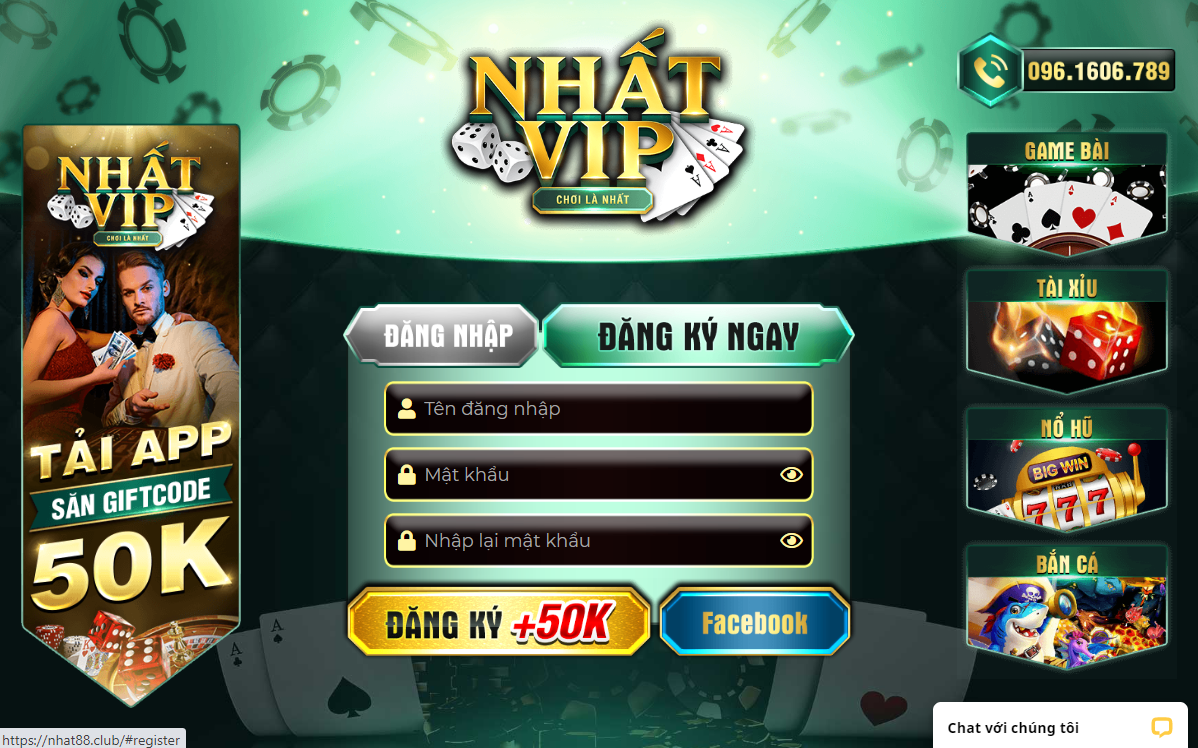 NHẤT
VIP
CHƠI LÀ NHẤT
096.1606.789
NHẤT
VIP
CHƠI LÀ NHẤT
TẢI APP
SĂN GIFTCODE
50K
ĐĂNG NHẬP
ĐĂNG KÝ NGAY
Tên đăng nhập
Mật khẩu
Nhập lại mật khẩu
ĐĂNG KÝ +50K
Facebook
GAME BÀI
TÀI XỈU
NỔ HŨ
BIG WIN
777
BẮN CÁ
Chat với chúng tôi
https://nhat88.club/#register